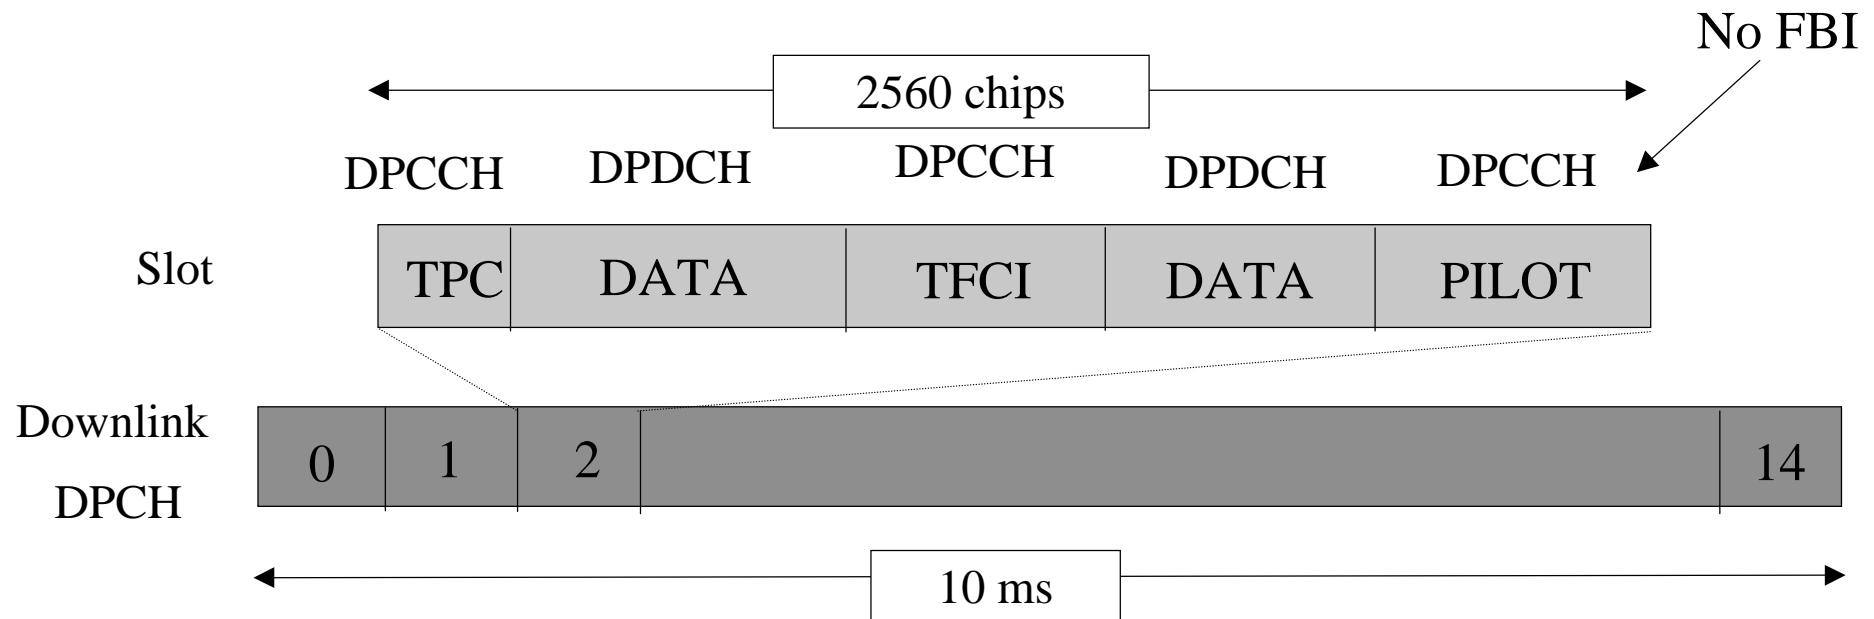 No FBI
2560 chips
DPCCH DPDCH DPCCH DPDCH DPCCH
Slot TPC DATA TFCI DATA PILOT
Downlink
DPCH
0 1 2 14
10 ms